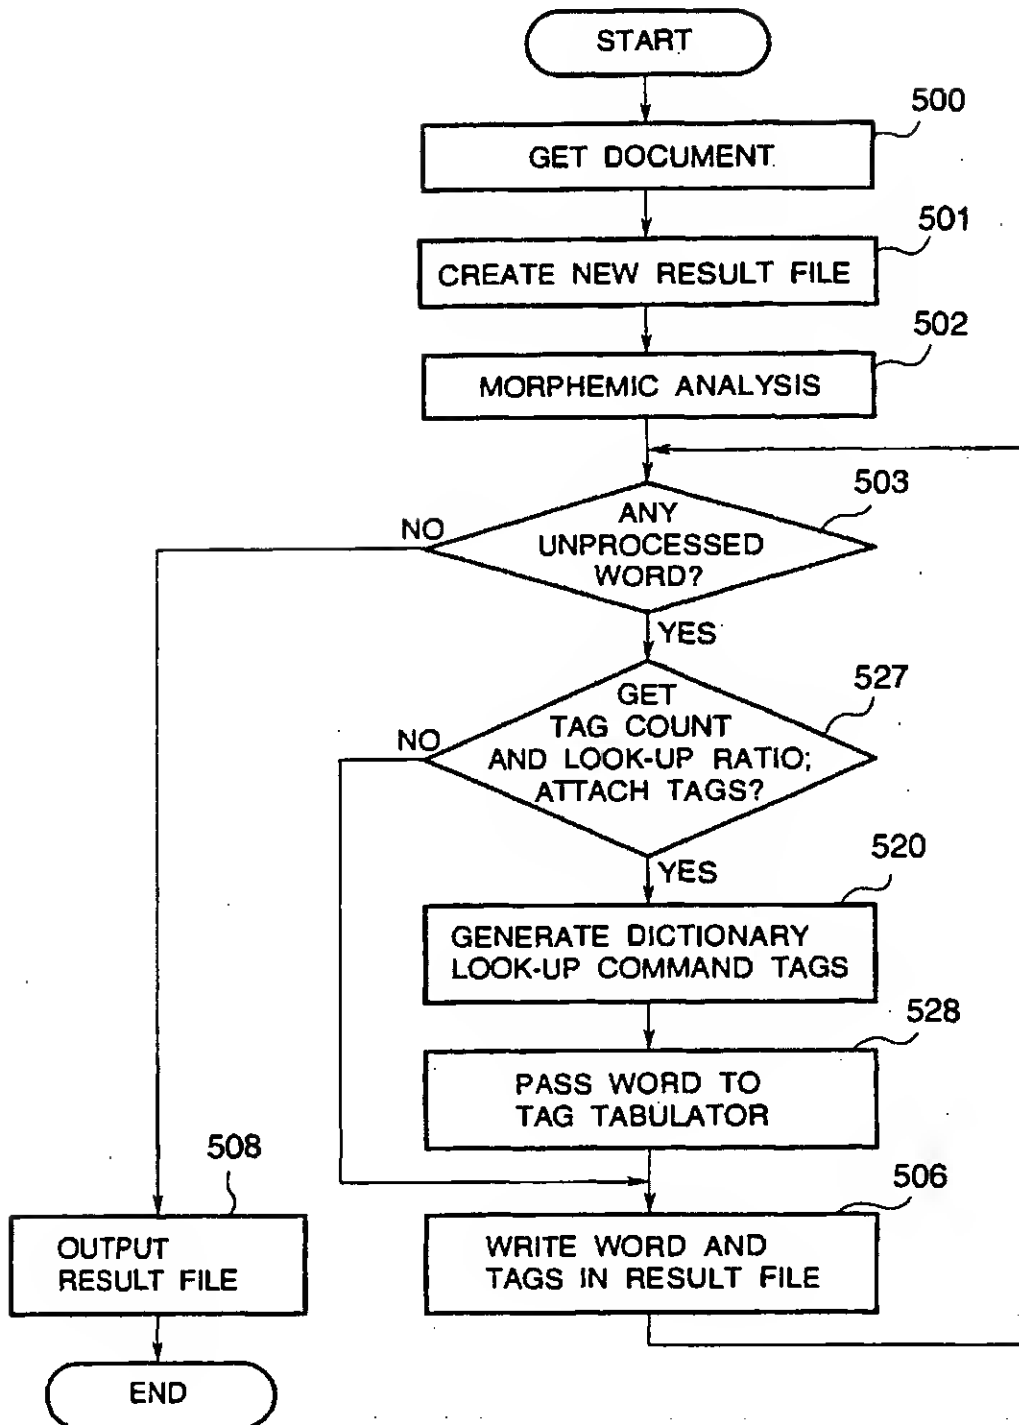 START
500
GET DOCUMENT
501
CREATE NEW RESULT FILE
502
MORPHEMIC ANALYSIS
503
NO
ANY
UNPROCESSED
WORD?
YES
527
NO
GET
TAG COUNT
AND LOOK-UP RATIO;
ATTACH TAGS?
YES
520
GENERATE DICTIONARY
LOOK-UP COMMAND TAGS
528
PASS WORD TO
TAG TABULATOR
508
506
OUTPUT
RESULT FILE
WRITE WORD AND
TAGS IN RESULT FILE
END